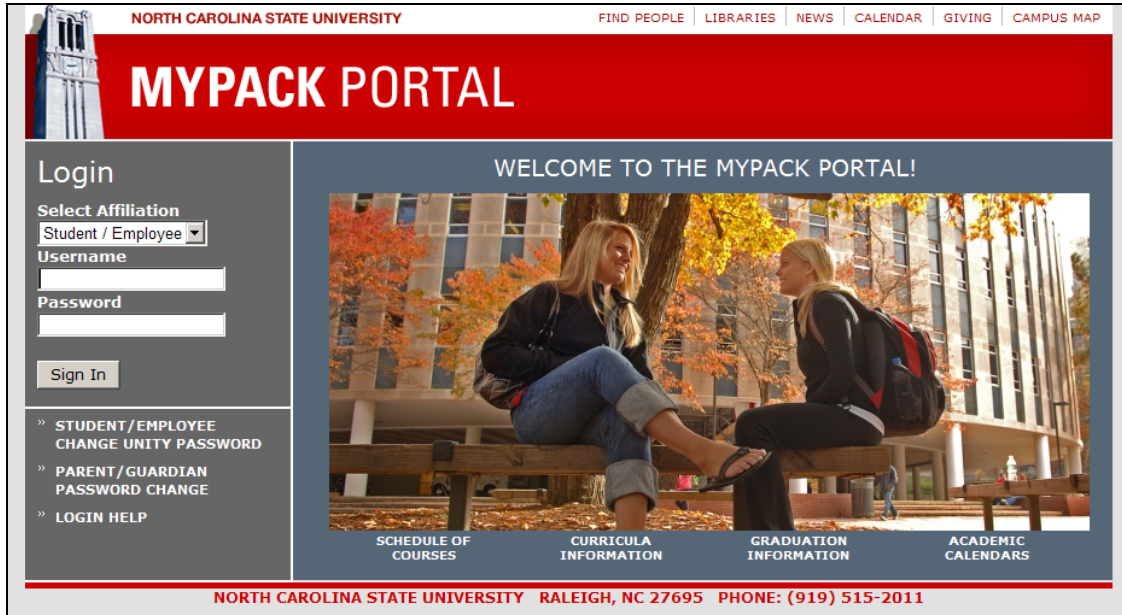 NORTH CAROLINA STATE UNIVERSITY
FIND PEOPLE LIBRARIES NEWS CALENDAR GIVING CAMPUS MAP
MYPACK PORTAL
Login
Select Affiliation
Student / Employee
Username
Password
Sign In
» STUDENT/EMPLOYEE
CHANGE UNITY PASSWORD
» PARENT/GUARDIAN
PASSWORD CHANGE
» LOGIN HELP
WELCOME TO THE MYPACK PORTAL!
SCHEDULE OF
COURSES
CURRICULA
INFORMATION
GRADUATION
INFORMATION
ACADEMIC
CALENDARS
NORTH CAROLINA STATE UNIVERSITY RALEIGH, NC 27695 PHONE: (919) 515-2011